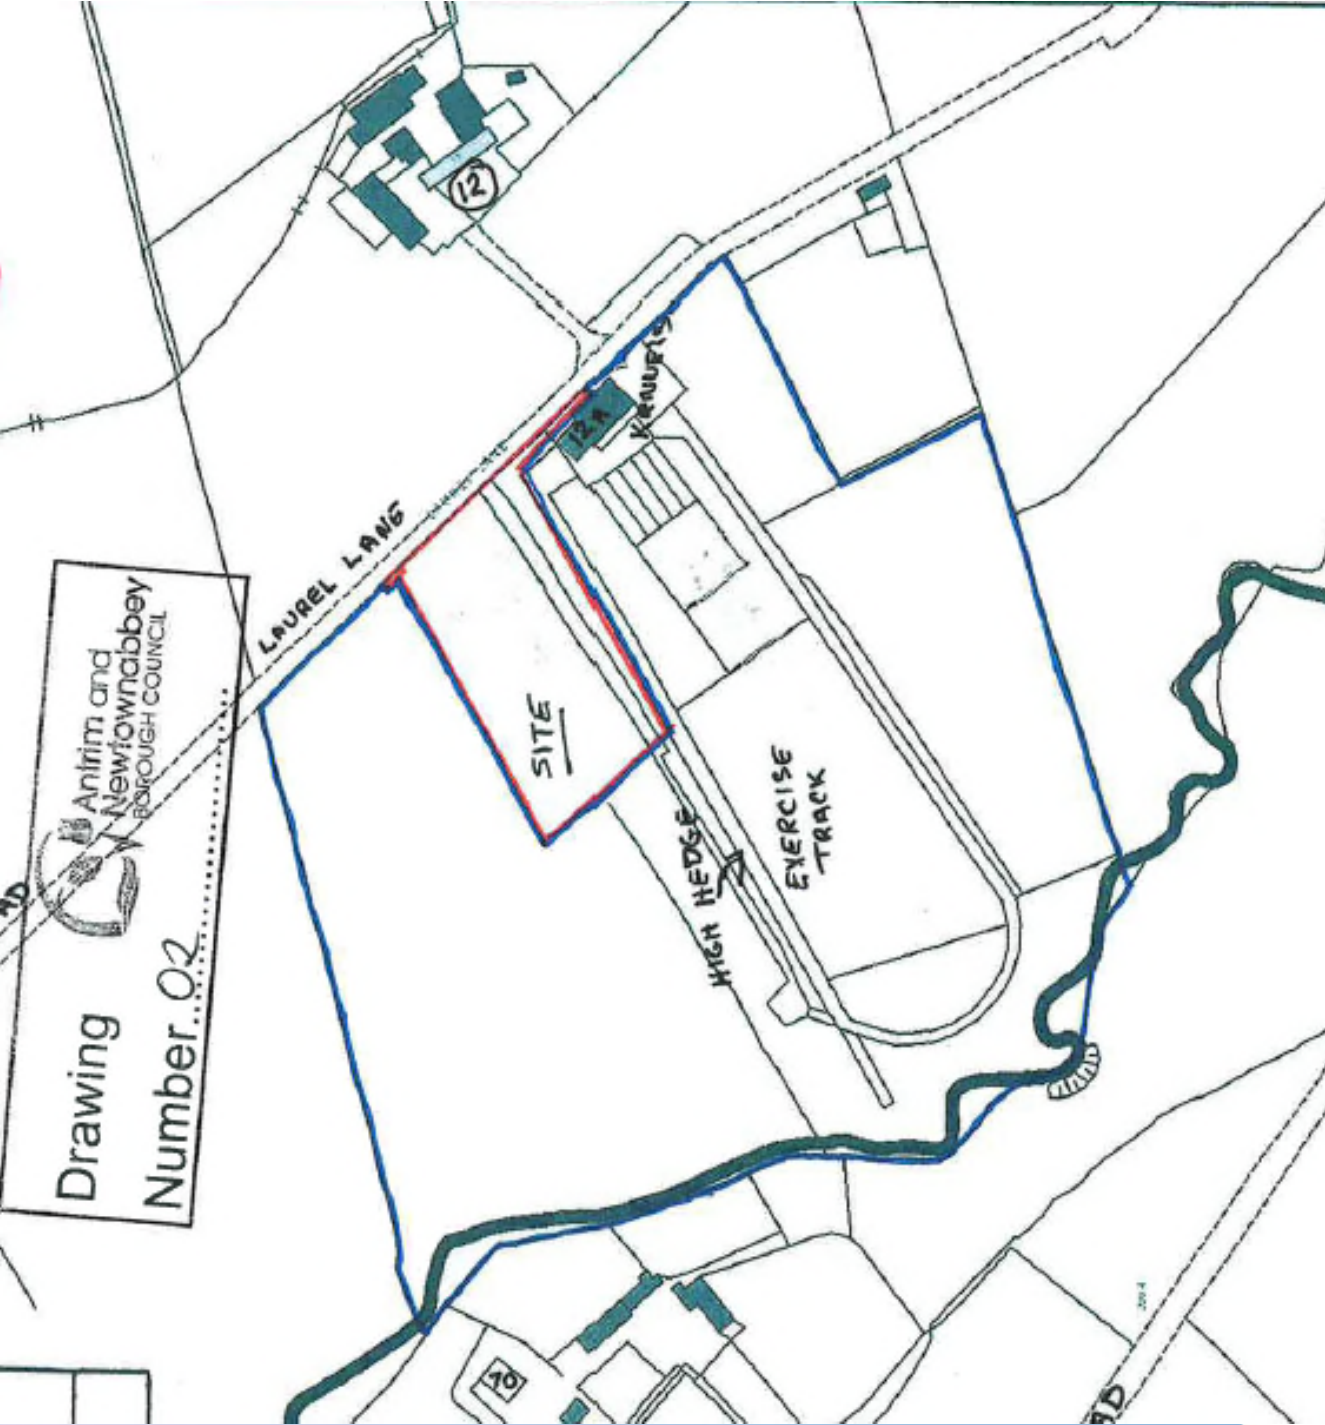 12
KENNELS
12A
LAUREL LANE
Antrim and
Newtownabbey
BOROUGH COUNCIL
Drawing
Number 02
SITE
HIGH HEDGE
EXERCISE
TRACK
10